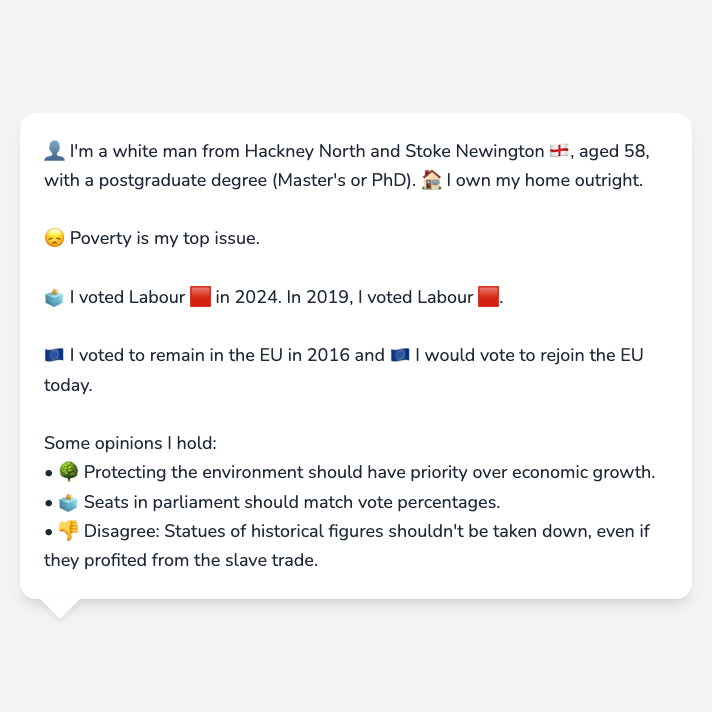 👤 I'm a white man from Hackney North and Stoke Newington 🏴󠁧󠁢󠁥󠁮󠁧󠁿, aged 58,
with a postgraduate degree (Master's or PhD). 🏠 I own my home outright.
😞 Poverty is my top issue.
🗳️ I voted Labour 🟥 in 2024. In 2019, I voted Labour 🟥.
🇪🇺 I voted to remain in the EU in 2016 and 🇪🇺 I would vote to rejoin the EU
today.
Some opinions I hold:
• 🌳 Protecting the environment should have priority over economic growth.
• 🗳️ Seats in parliament should match vote percentages.
• 👎 Disagree: Statues of historical figures shouldn't be taken down, even if
they profited from the slave trade.